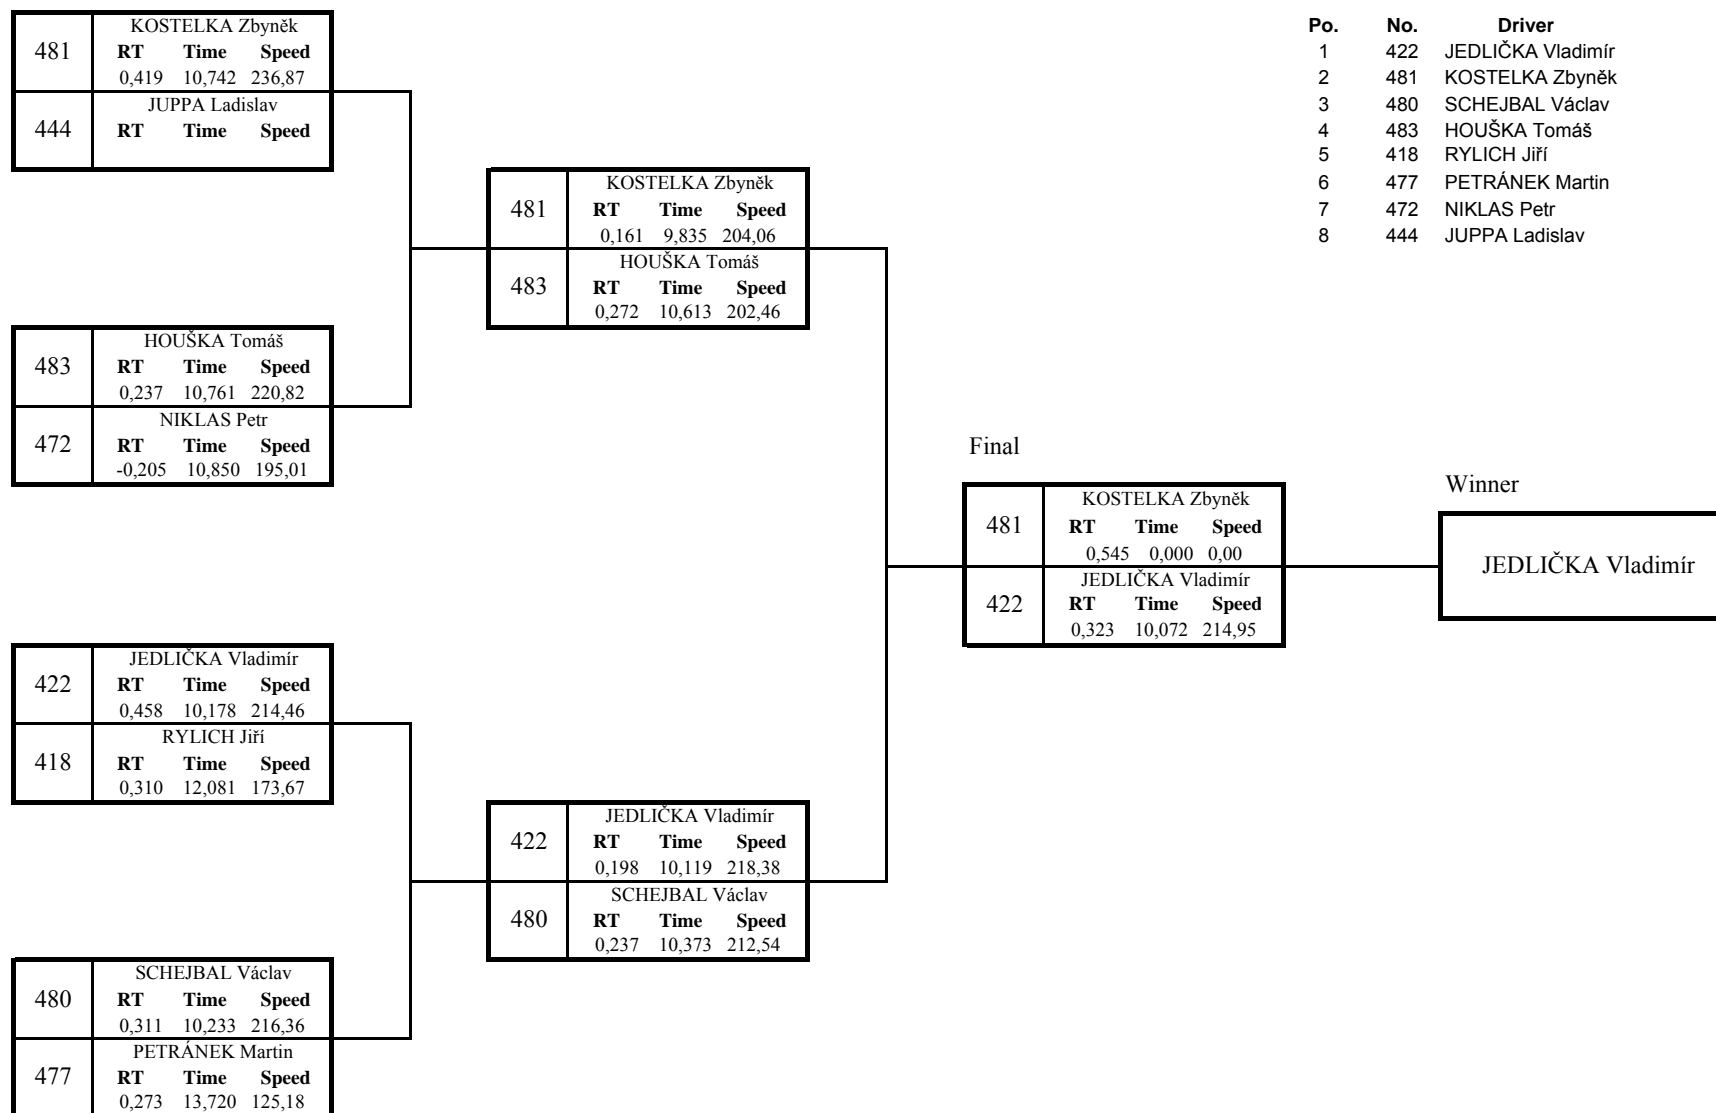 KOSTELKA Zbyněk
481 RT Time Speed
0,419 10,742 236,87
JUPPA Ladislav
444 RT Time Speed
HOUŠKA Tomáš
483 RT Time Speed
0,237 10,761 220,82
NIKLAS Petr
472 RT Time Speed
-0,205 10,850 195,01
JEDLIČKA Vladimír
422 RT Time Speed
0,458 10,178 214,46
RYLICH Jiří
418 RT Time Speed
0,310 12,081 173,67
SCHEJBAL Václav
480 RT Time Speed
0,311 10,233 216,36
PETRÁNEK Martin
477 RT Time Speed
0,273 13,720 125,18
KOSTELKA Zbyněk
481 RT Time Speed
0,161 9,835 204,06
HOUŠKA Tomáš
483 RT Time Speed
0,272 10,613 202,46
JEDLIČKA Vladimír
422 RT Time Speed
0,198 10,119 218,38
SCHEJBAL Václav
480 RT Time Speed
0,237 10,373 212,54
Final
KOSTELKA Zbyněk
481 RT Time Speed
0,545 0,000 0,00
JEDLIČKA Vladimír
422 RT Time Speed
0,323 10,072 214,95
Winner
JEDLIČKA Vladimír
Po. No. Driver
1 422 JEDLIČKA Vladimír
2 481 KOSTELKA Zbyněk
3 480 SCHEJBAL Václav
4 483 HOUŠKA Tomáš
5 418 RYLICH Jiří
6 477 PETRÁNEK Martin
7 472 NIKLAS Petr
8 444 JUPPA Ladislav